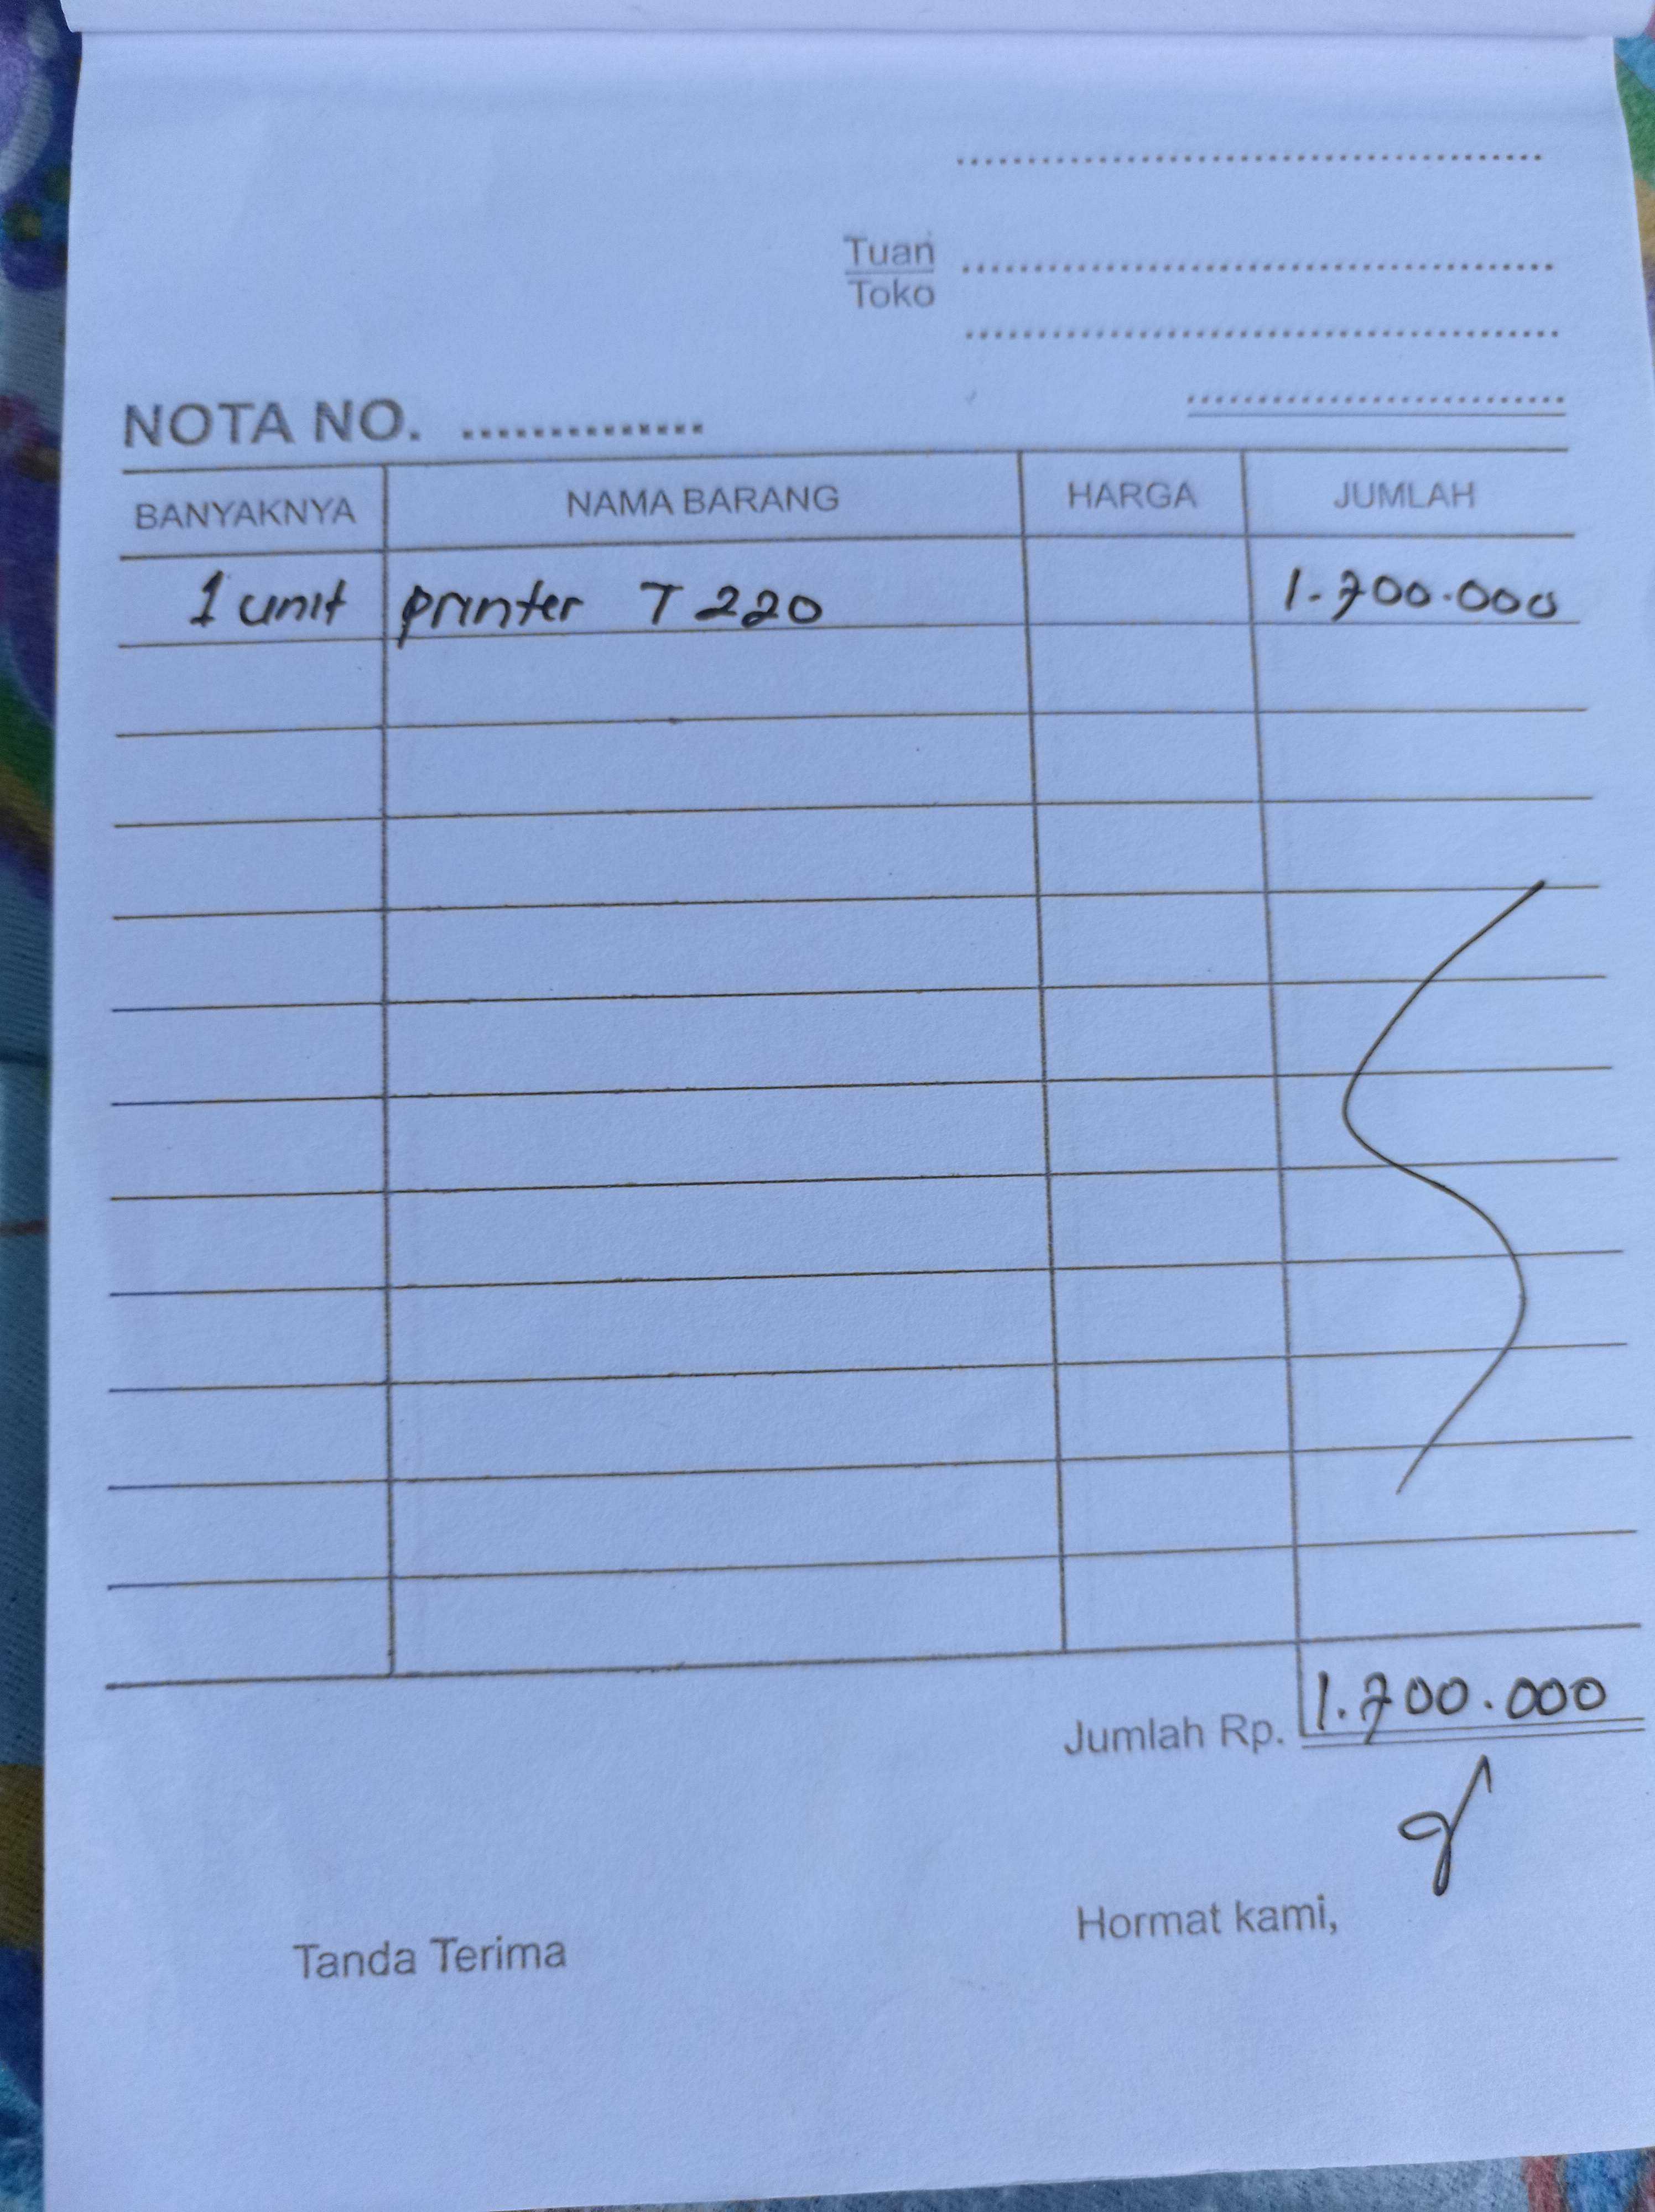 Tuan
Toko
NOTA NO. ..............
BANYAKNYA NAMA BARANG HARGA JUMLAH
1 unit printer T 220 1.700.000
Jumlah Rp. 1.700.000
Tanda Terima Hormat kami,